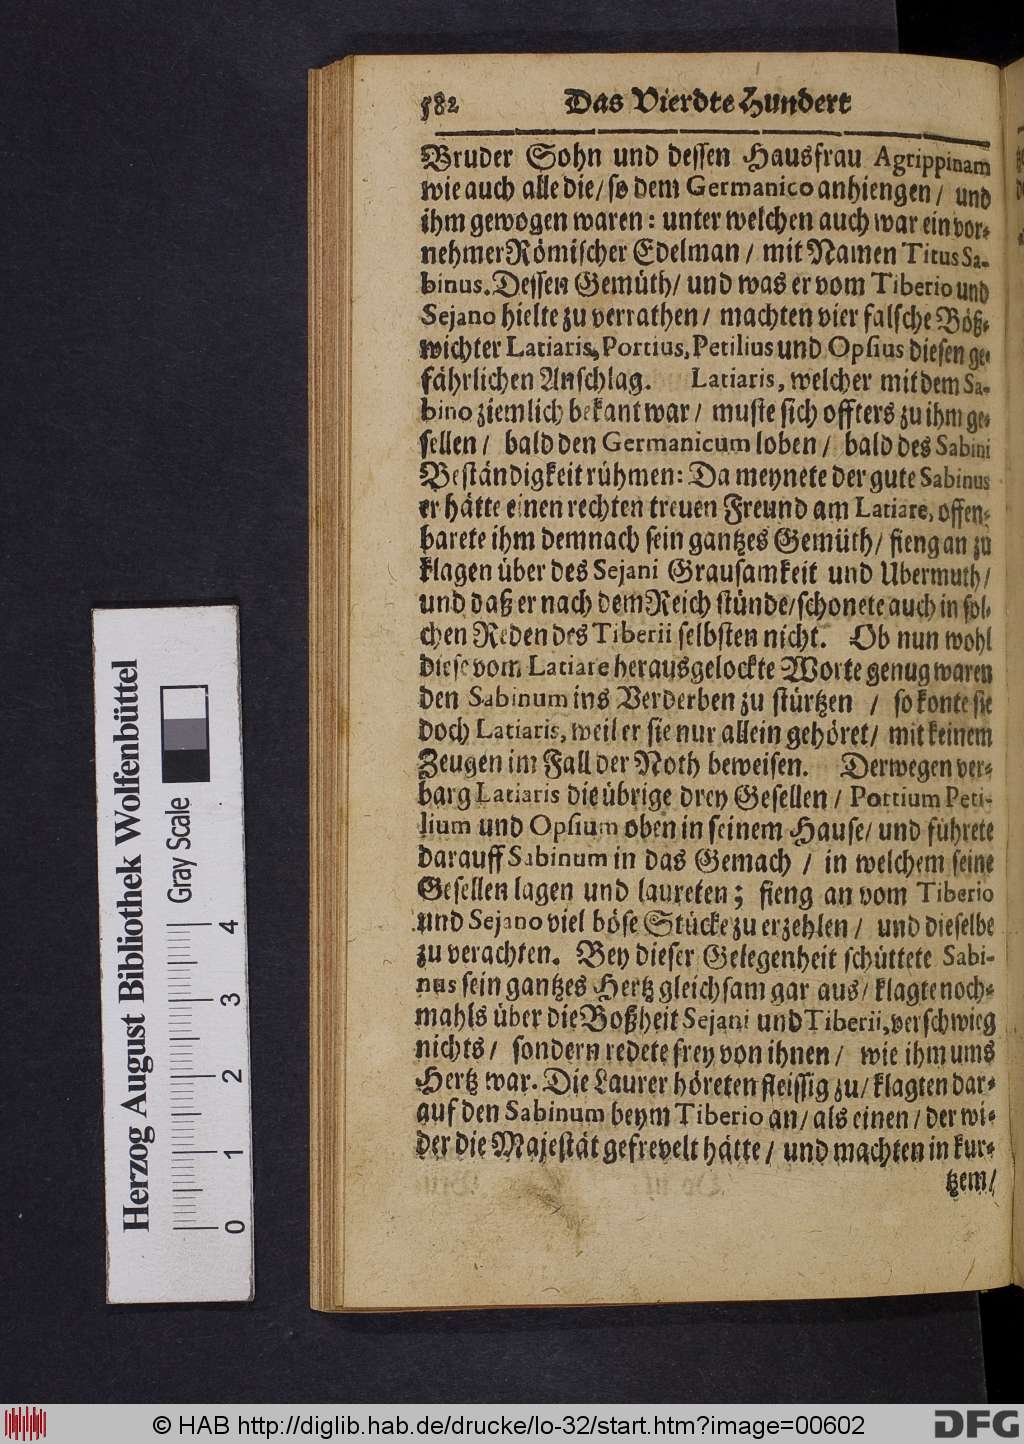 582 Das Vierdte Hundert
Bruder Sohn und dessen Hausfrau Agrippinam
wie auch alle die/ so dem Germanico anhiengen/ und
ihm gewogen waren: unter welchen auch war ein vor-
nehmer Römischer Edelman/ mit Namen Titus Sa-
binus. Dessen Gemüth/ und was er vom Tiberio und
Sejano hielte zu verrathen/ machten vier falsche Böß-
wichter Latiaris, Portius, Petilius und Opsius diesen ge-
fährlichen Anschlag. Latiaris, welcher mit dem Sa-
bino ziemlich bekant war/ muste sich offters zu ihm ge-
sellen/ bald den Germanicum loben/ bald des Sabini
Beständigkeit rühmen: Da meynete der gute Sabinus
er hätte einen rechten treuen Freund am Latiare, offen-
barete ihm demnach sein gantzes Gemüth/ fieng an zu
klagen über des Sejani Grausamkeit und Ubermuth/
und daß er nach dem Reich stünde/ schonete auch in sol-
chen Reden des Tiberii selbsten nicht. Ob nun wohl
diese vom Latiare herausgelockte Worte genug waren
den Sabinum ins Verderben zu stürtzen / so konte sie
doch Latiaris, weil er sie nur allein gehöret/ mit keinem
Zeugen im Fall der Noth beweisen. Derwegen ver-
barg Latiaris die übrige drey Gesellen/ Portium Peti-
lium und Opsium oben in seinem Hause/ und führete
darauff Sabinum in das Gemach / in welchem seine
Gesellen lagen und laureten; fieng an vom Tiberio
und Sejano viel böse Stücke zu erzehlen/ und dieselbe
zu verachten. Bey dieser Gelegenheit schüttete Sabi-
nus sein gantzes Hertz gleichsam gar aus/ klagte noch-
mahls über die Boßheit Sejani und Tiberii, verschwieg
nichts/ sondern redete frey von ihnen/ wie ihm ums
Hertz war. Die Laurer höreten fleissig zu/ klagten dar-
auf den Sabinum beym Tiberio an/ als einen/ der wi-
der die Majestät gefrevelt hätte/ und machten in kur-
tzem/
Herzog August Bibliothek Wolfenbüttel
Gray Scale
0 1 2 3 4
© HAB http://diglib.hab.de/drucke/lo-32/start.htm?image=00602
DFG